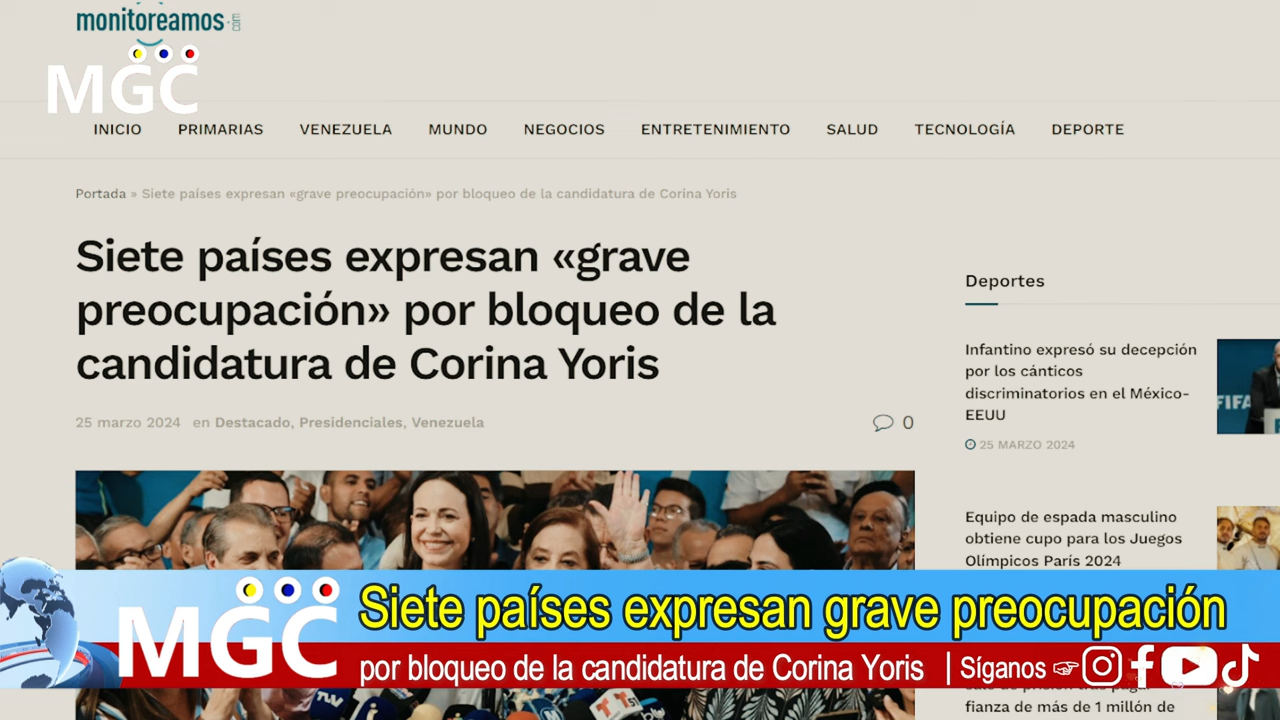 monitoreamos.com
MGC
INICIO PRIMARIAS VENEZUELA MUNDO NEGOCIOS ENTRETENIMIENTO SALUD TECNOLOGÍA DEPORTE
Portada » Siete países expresan «grave preocupación» por bloqueo de la candidatura de Corina Yoris
Siete países expresan «grave
preocupación» por bloqueo de la
candidatura de Corina Yoris
25 marzo 2024 en Destacado, Presidenciales, Venezuela
0
Deportes
Infantino expresó su decepción
por los cánticos
discriminatorios en el México-
EEUU
25 MARZO 2024
FIFA
Equipo de espada masculino
obtiene cupo para los Juegos
Olímpicos París 2024
MGC
Siete países expresan grave preocupación
por bloqueo de la candidatura de Corina Yoris | Síganos
fianza de más de 1 millón de